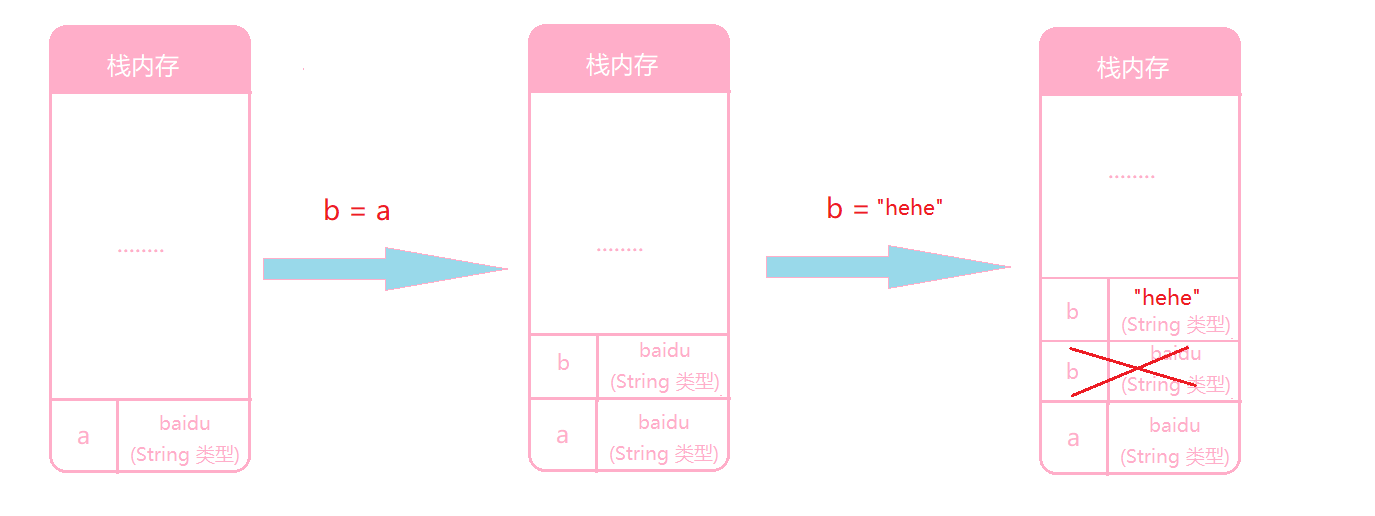 栈内存
........
a
baidu
(String 类型)
b = a
栈内存
........
b
baidu
(String 类型)
a
baidu
(String 类型)
b = "hehe"
栈内存
........
b
"hehe"
(String 类型)
b
baidu
(String 类型)
a
baidu
(String 类型)